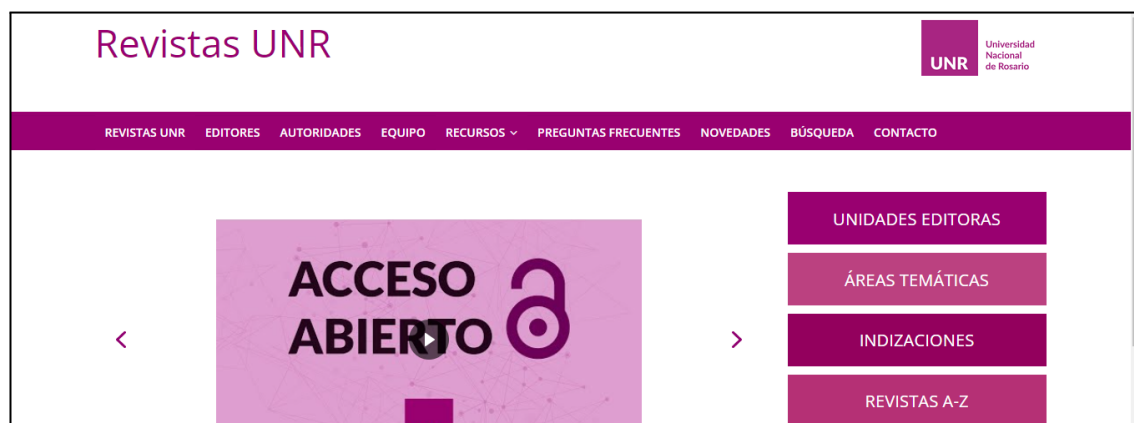 Revistas UNR
UNR
Universidad
Nacional
de Rosario
REVISTAS UNR EDITORES AUTORIDADES EQUIPO RECURSOS PREGUNTAS FRECUENTES NOVEDADES BÚSQUEDA CONTACTO
ACCESO
ABIERTO
UNIDADES EDITORAS
ÁREAS TEMÁTICAS
INDIZACIONES
REVISTAS A-Z